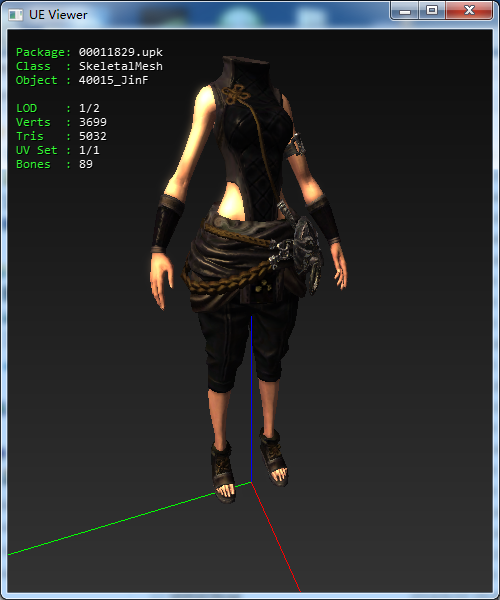 UE Viewer
Package: 00011829.upk
Class : SkeletalMesh
Object : 40015_JinF
LOD : 1/2
Verts : 3699
Tris : 5032
UV Set : 1/1
Bones : 89